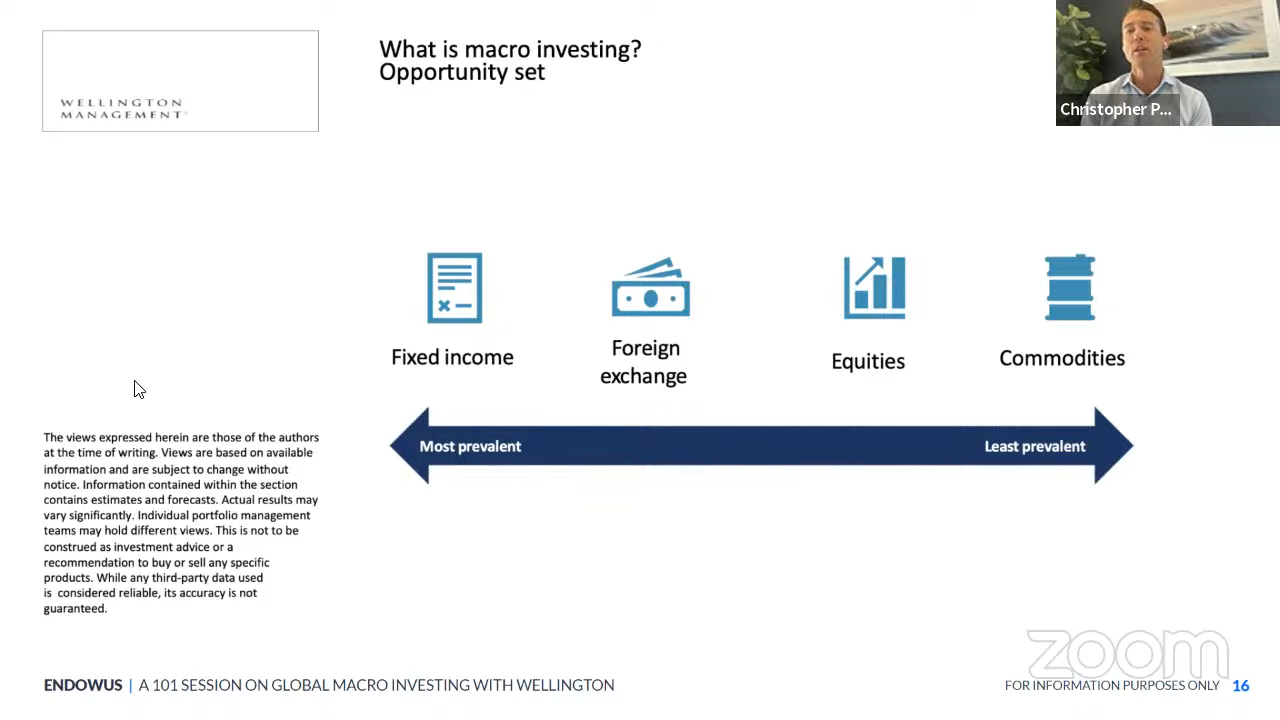 WELLINGTON
MANAGEMENT
What is macro investing?
Opportunity set
Christopher P...
Fixed income
Foreign
exchange
Equities
Commodities
Most prevalent
Least prevalent
The views expressed herein are those of the authors
at the time of writing. Views are based on available
information and are subject to change without
notice. Information contained within the section
contains estimates and forecasts. Actual results may
vary significantly. Individual portfolio management
teams may hold different views. This is not to be
construed as investment advice or a
recommendation to buy or sell any specific
products. While any third-party data used
is considered reliable, its accuracy is not
guaranteed.
zoom
ENDOWUS | A 101 SESSION ON GLOBAL MACRO INVESTING WITH WELLINGTON
FOR INFORMATION PURPOSES ONLY 16